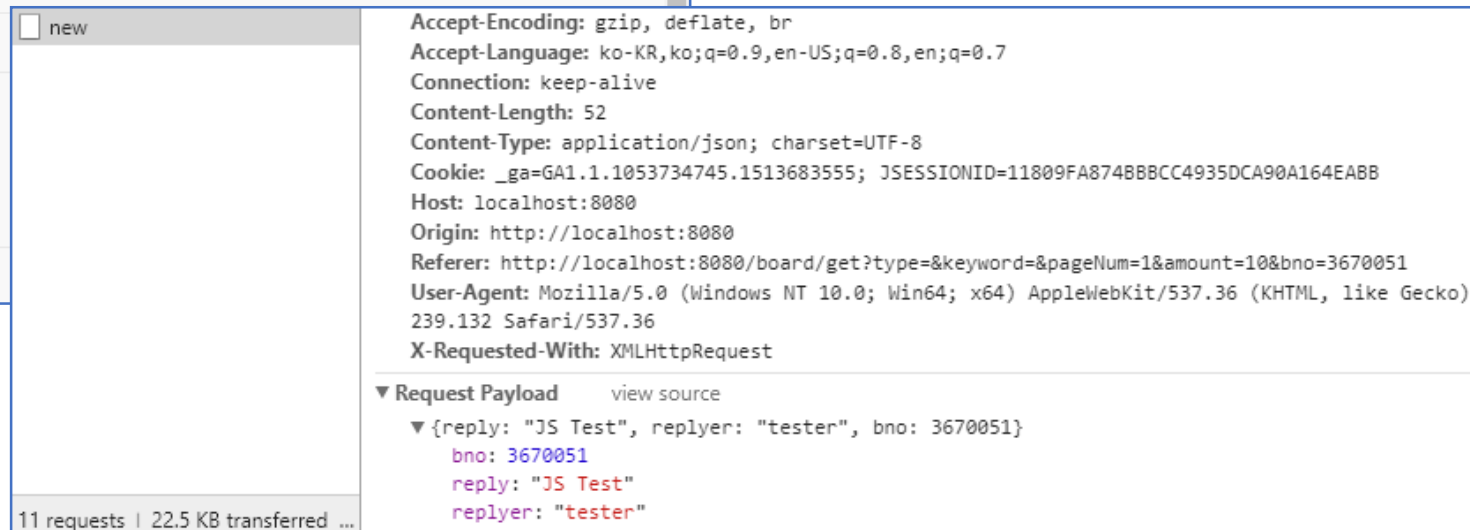 new
Accept-Encoding: gzip, deflate, br
Accept-Language: ko-KR,ko;q=0.9,en-US;q=0.8,en;q=0.7
Connection: keep-alive
Content-Length: 52
Content-Type: application/json; charset=UTF-8
Cookie: _ga=GA1.1.1053734745.1513683555; JSESSIONID=11809FA874BBBCC4935DCA90A164EABB
Host: localhost:8080
Origin: http://localhost:8080
Referer: http://localhost:8080/board/get?type=&keyword=&pageNum=1&amount=10&bno=3670051
User-Agent: Mozilla/5.0 (Windows NT 10.0; Win64; x64) AppleWebKit/537.36 (KHTML, like Gecko)
239.132 Safari/537.36
X-Requested-With: XMLHttpRequest
▼ Request Payload view source
▼ {reply: "JS Test", replyer: "tester", bno: 3670051}
bno: 3670051
reply: "JS Test"
replyer: "tester"
11 requests | 22.5 KB transferred ...